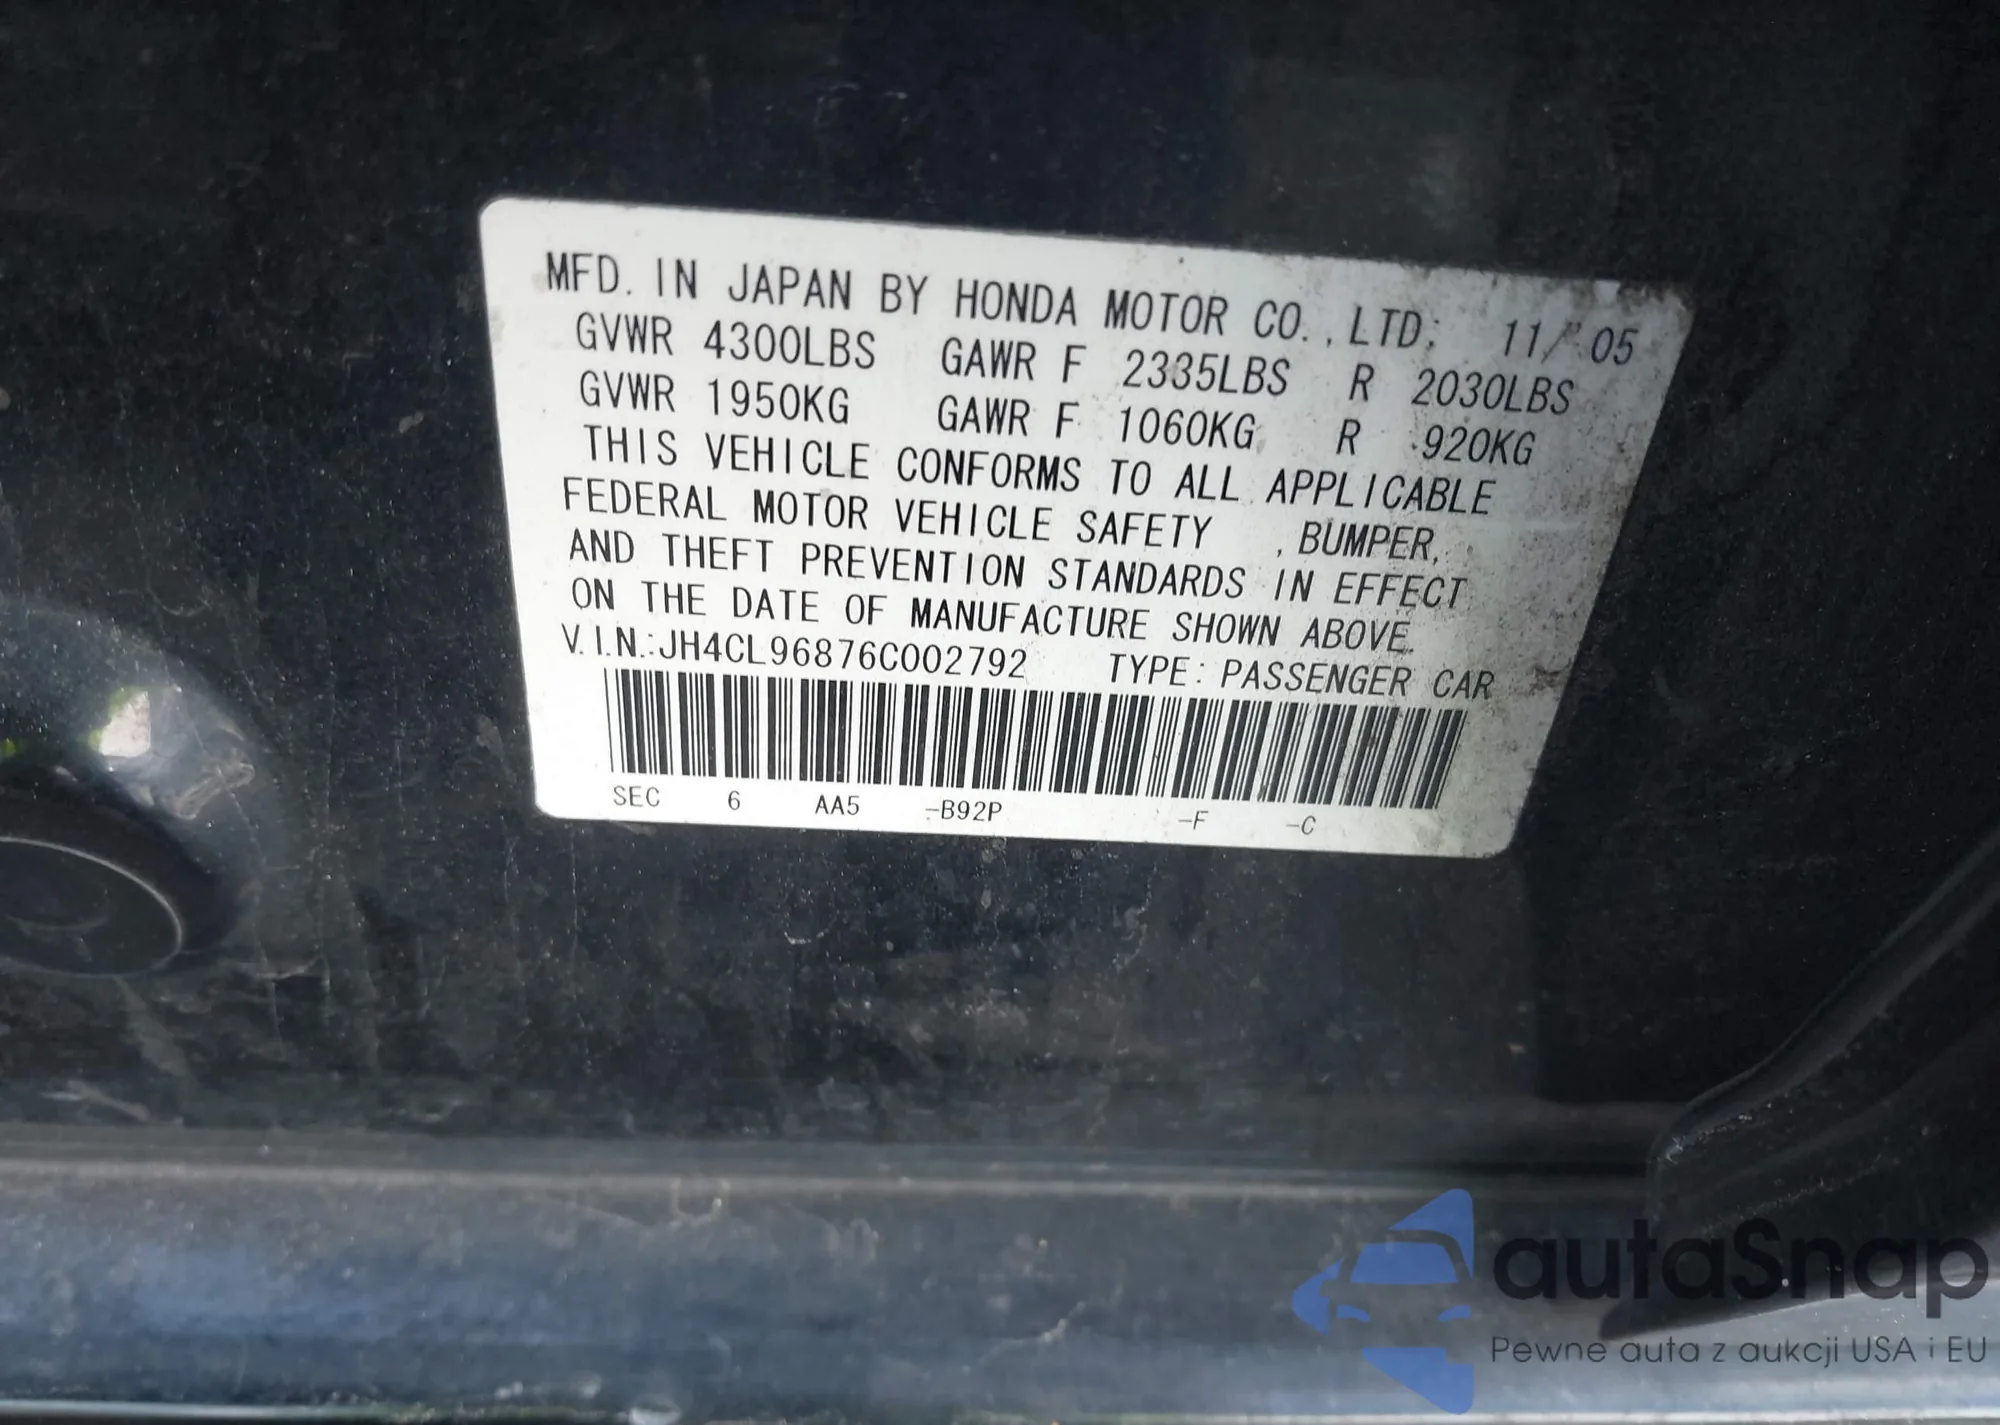 MFD. IN JAPAN BY HONDA MOTOR CO.,LTD; 11/ 05
GVWR 4300LBS GAWR F 2335LBS R 2030LBS
GVWR 1950KG GAWR F 1060KG R 920KG
THIS VEHICLE CONFORMS TO ALL APPLICABLE
FEDERAL MOTOR VEHICLE SAFETY , BUMPER,
AND THEFT PREVENTION STANDARDS IN EFFECT
ON THE DATE OF MANUFACTURE SHOWN ABOVE.
V.I.N.:JH4CL96876C002792 TYPE: PASSENGER CAR
SEC 6 AA5 -B92P -F -C
autaSnap
Pewne auta z aukcji USA i EU